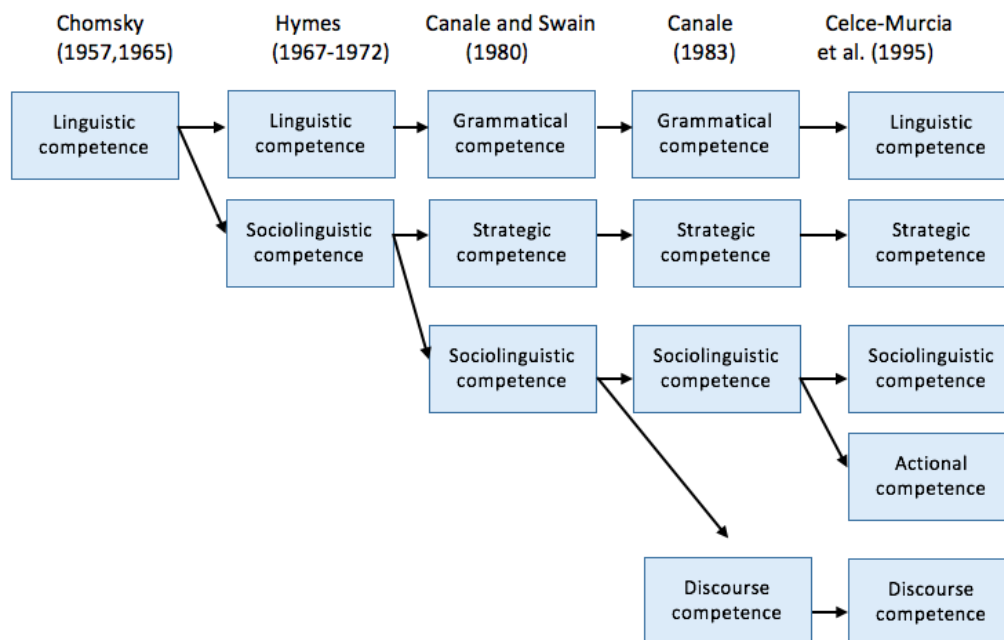 Chomsky
(1957,1965)
Hymes
(1967-1972)
Canale and Swain
(1980)
Canale
(1983)
Celce-Murcia
et al. (1995)
Linguistic
competence
Linguistic
competence
Grammatical
competence
Grammatical
competence
Linguistic
competence
Sociolinguistic
competence
Strategic
competence
Strategic
competence
Strategic
competence
Sociolinguistic
competence
Sociolinguistic
competence
Sociolinguistic
competence
Actional
competence
Discourse
competence
Discourse
competence